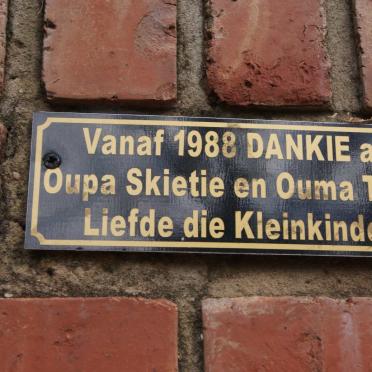 Vanaf 1988 DANKIE a
Oupa Skietie en Ouma T
Liefde die Kleinkinde